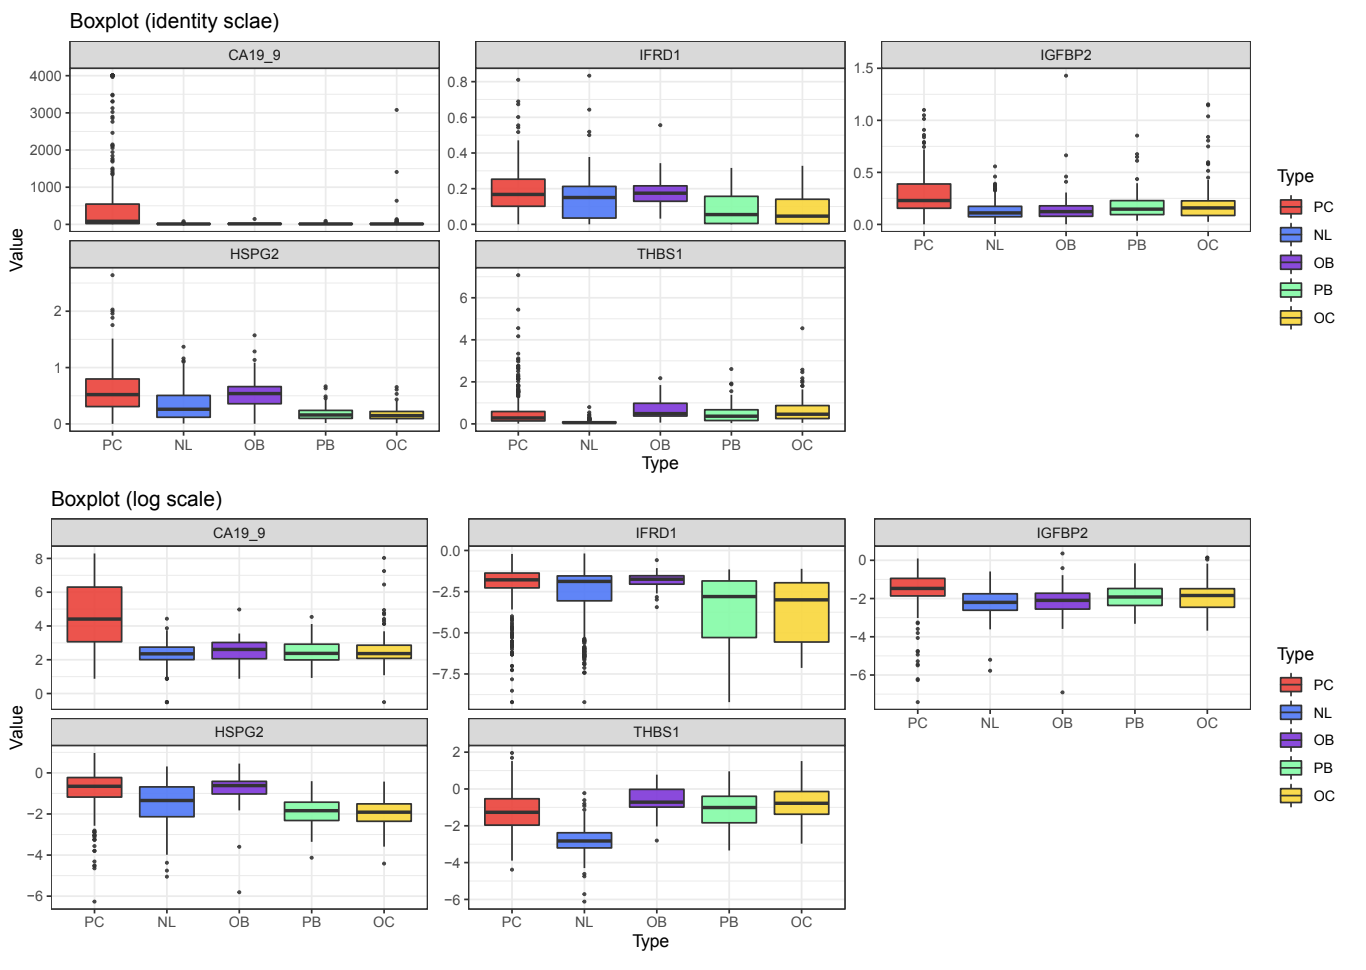 Boxplot (identity sclae)
CA19_9
IFRD1
IGFBP2
4000
3000
2000
1000
0
0.8
0.6
0.4
0.2
0.0
1.5
1.0
0.5
0.0
PC NL OB PB OC
Type
PC
NL
OB
PB
OC
Value
HSPG2
THBS1
2
1
0
6
4
2
0
PC NL OB PB OC
PC NL OB PB OC
Type
Boxplot (log scale)
CA19_9
IFRD1
IGFBP2
8
6
4
2
0
0.0
−2.5
−5.0
−7.5
0
−2
−4
−6
PC NL OB PB OC
Type
PC
NL
OB
PB
OC
Value
HSPG2
THBS1
0
−2
−4
−6
2
0
−2
−4
−6
PC NL OB PB OC
PC NL OB PB OC
Type